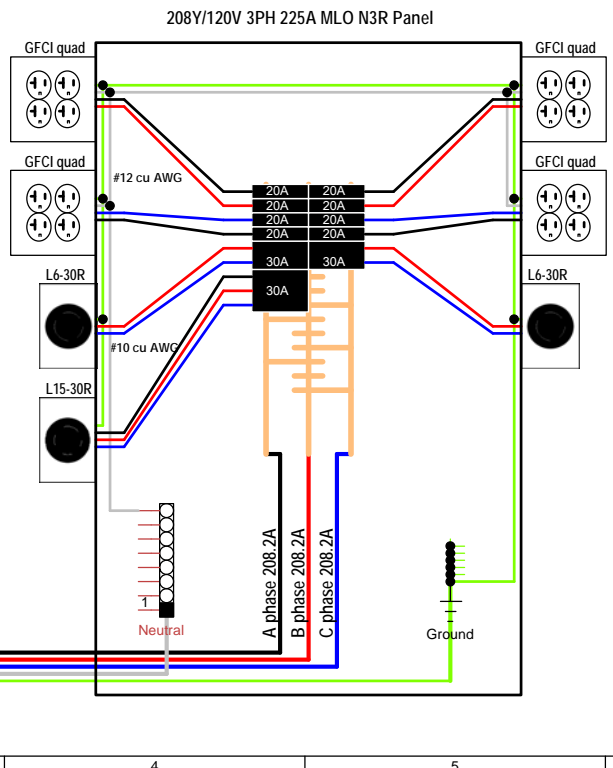 208Y/120V 3PH 225A MLO N3R Panel
GFCI quad
GFCI quad
GFCI quad
GFCI quad
#12 cu AWG
20A 20A
20A 20A
20A 20A
20A 20A
30A 30A
30A
L6-30R
L6-30R
#10 cu AWG
L15-30R
A phase 208.2A
B phase 208.2A
C phase 208.2A
1
Neutral
Ground
4
5